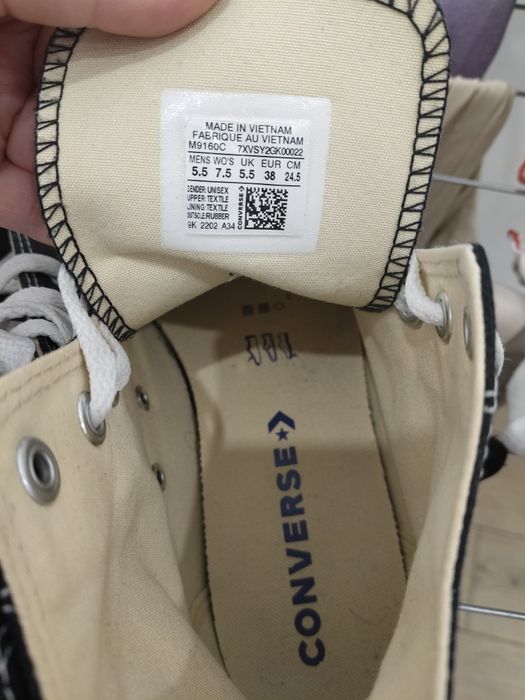 MADE IN VIETNAM
FABRIQUE AU VIETNAM
M9160C 7XVSY2GK00022
MENS WO'S UK EUR CM
5.5 7.5 5.5 38 24.5
GENDER: UNISEX
UPPER: TEXTILE
LINING: TEXTILE
OUTSOLE: RUBBER
9K 2202 A34
CONVERSE
CONVERSE